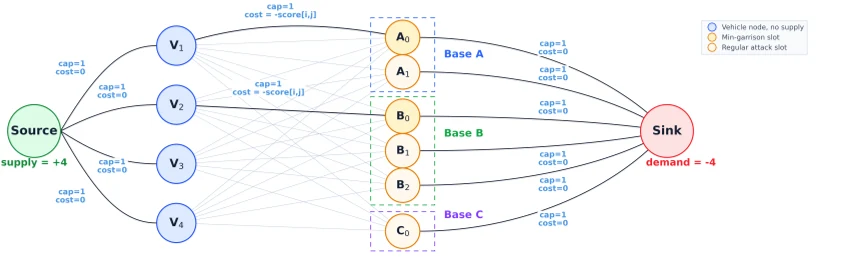 cap=1
cost = -score[i,j]
Vehicle node, no supply
Min-garrison slot
Regular attack slot
V₁
A₀
cap=1
cost=0
Base A
cap=1
cost=0
A₁
cap=1
cost=0
cap=1
cost=0
cap=1
cost = -score[i,j]
V₂
cap=1
cost=0
B₀
Source
Base B
Sink
B₁
supply = +4
cap=1
cost=0
V₃
cap=1
cost=0
demand = -4
B₂
cap=1
cost=0
cap=1
cost=0
V₄
Base C
cap=1
cost=0
C₀